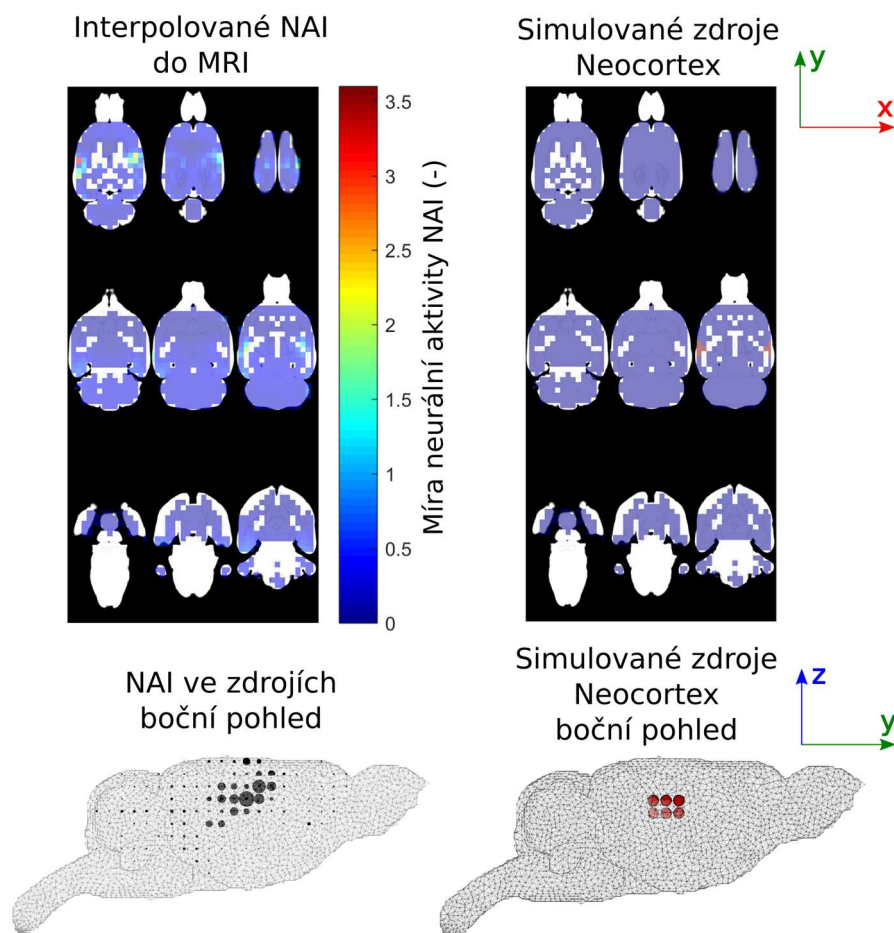 Interpolované NAI
do MRI
Simulované zdroje
Neocortex
y
x
3.5
3
2.5
2
1.5
1
0.5
0
Míra neurální aktivity NAI (-)
NAI ve zdrojích
boční pohled
Simulované zdroje
Neocortex
boční pohled
z
y